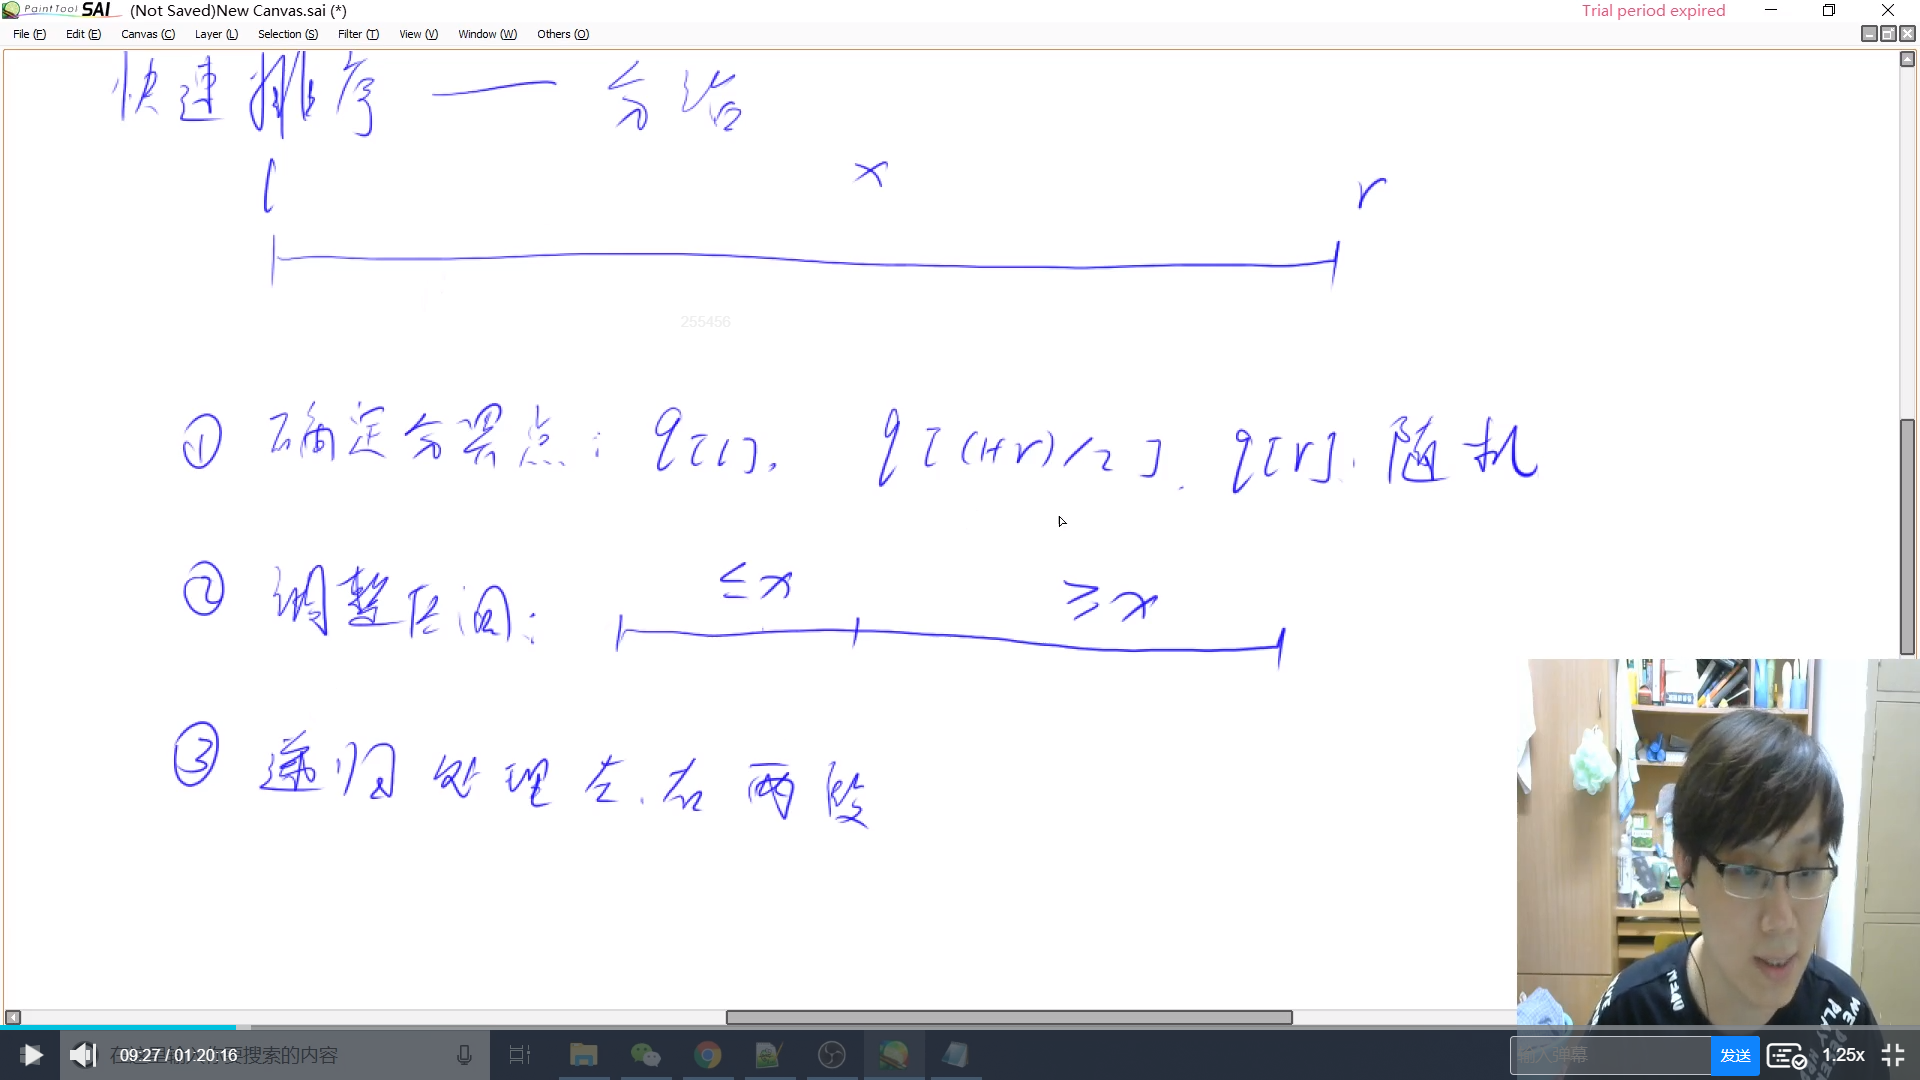 PaintTool SAI (Not Saved)New Canvas.sai (*) Trial period expired
File (F) Edit (E) Canvas (C) Layer (L) Selection (S) Filter (T) View (V) Window (W) Others (O)
快速排序 — 分治
l x r
255456
① 确定分界点: q[l], q[(l+r)/2], q[r], 随机
② 调整区间: ≤x ≥x
③ 递归处理左、右两段
09:27 / 01:20:16
在这里输入你要搜索的内容
输入弹幕 发送 1.25x